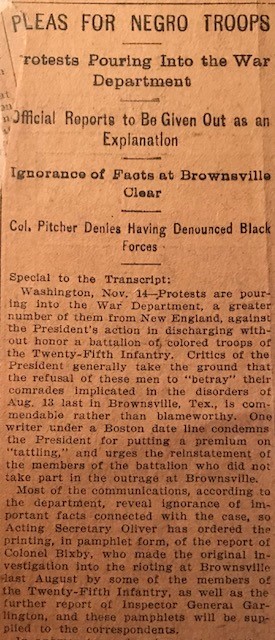 PLEAS FOR NEGRO TROOPS
rotests Pouring Into the War
Department
Official Reports to Be Given Out as an
Explanation
Ignorance of Facts at Brownsville
Clear
Col. Pitcher Denies Having Denounced Black
Forces
Special to the Transcript:
Washington, Nov. 14—Protests are pour-
ing into the War Department, a greater
number of them from New England, against
the President's action in discharging with-
out honor a battalion of colored troops of
the Twenty-Fifth Infantry. Critics of the
President generally take the ground that
the refusal of these men to "betray" their
comrades implicated in the disorders of
Aug. 13 last in Brownsville, Tex., is com-
mendable rather than blameworthy. One
writer under a Boston date line condemns
the President for putting a premium on
"tattling," and urges the reinstatement of
the members of the battalion who did not
take part in the outrage at Brownsville.
Most of the communications, according to
the department, reveal ignorance of im-
portant facts connected with the case, so
Acting Secretary Oliver has ordered the
printing, in pamphlet form, of the report of
Colonel Bixby, who made the original in-
vestigation into the rioting at Brownsville
last August by some of the members of
the Twenty-Fifth Infantry, as well as the
further report of Inspector General Gar-
lington, and these pamphlets will be sup-
plied to the correspondents.